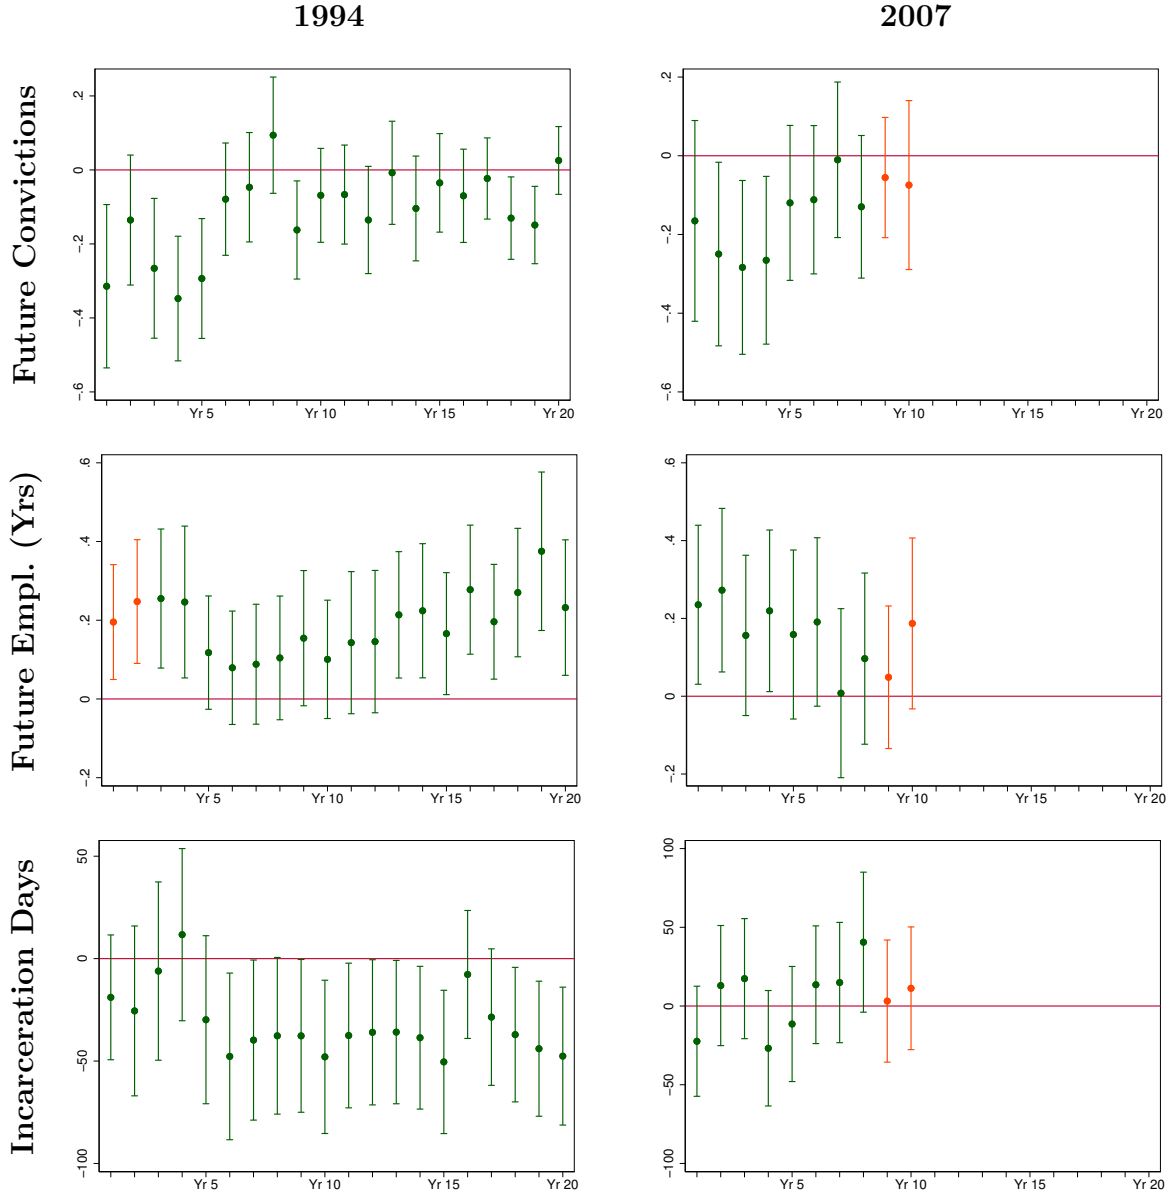 1994
2007
Future Convictions
.2
0
-.2
-.4
-.6
Yr 5
Yr 10
Yr 15
Yr 20
.2
0
-.2
-.4
-.6
Yr 5
Yr 10
Yr 15
Yr 20
Future Empl. (Yrs)
.6
.4
.2
0
-.2
Yr 5
Yr 10
Yr 15
Yr 20
.6
.4
.2
0
-.2
Yr 5
Yr 10
Yr 15
Yr 20
Incarceration Days
50
0
-50
-100
Yr 5
Yr 10
Yr 15
Yr 20
100
50
0
-50
-100
Yr 5
Yr 10
Yr 15
Yr 20